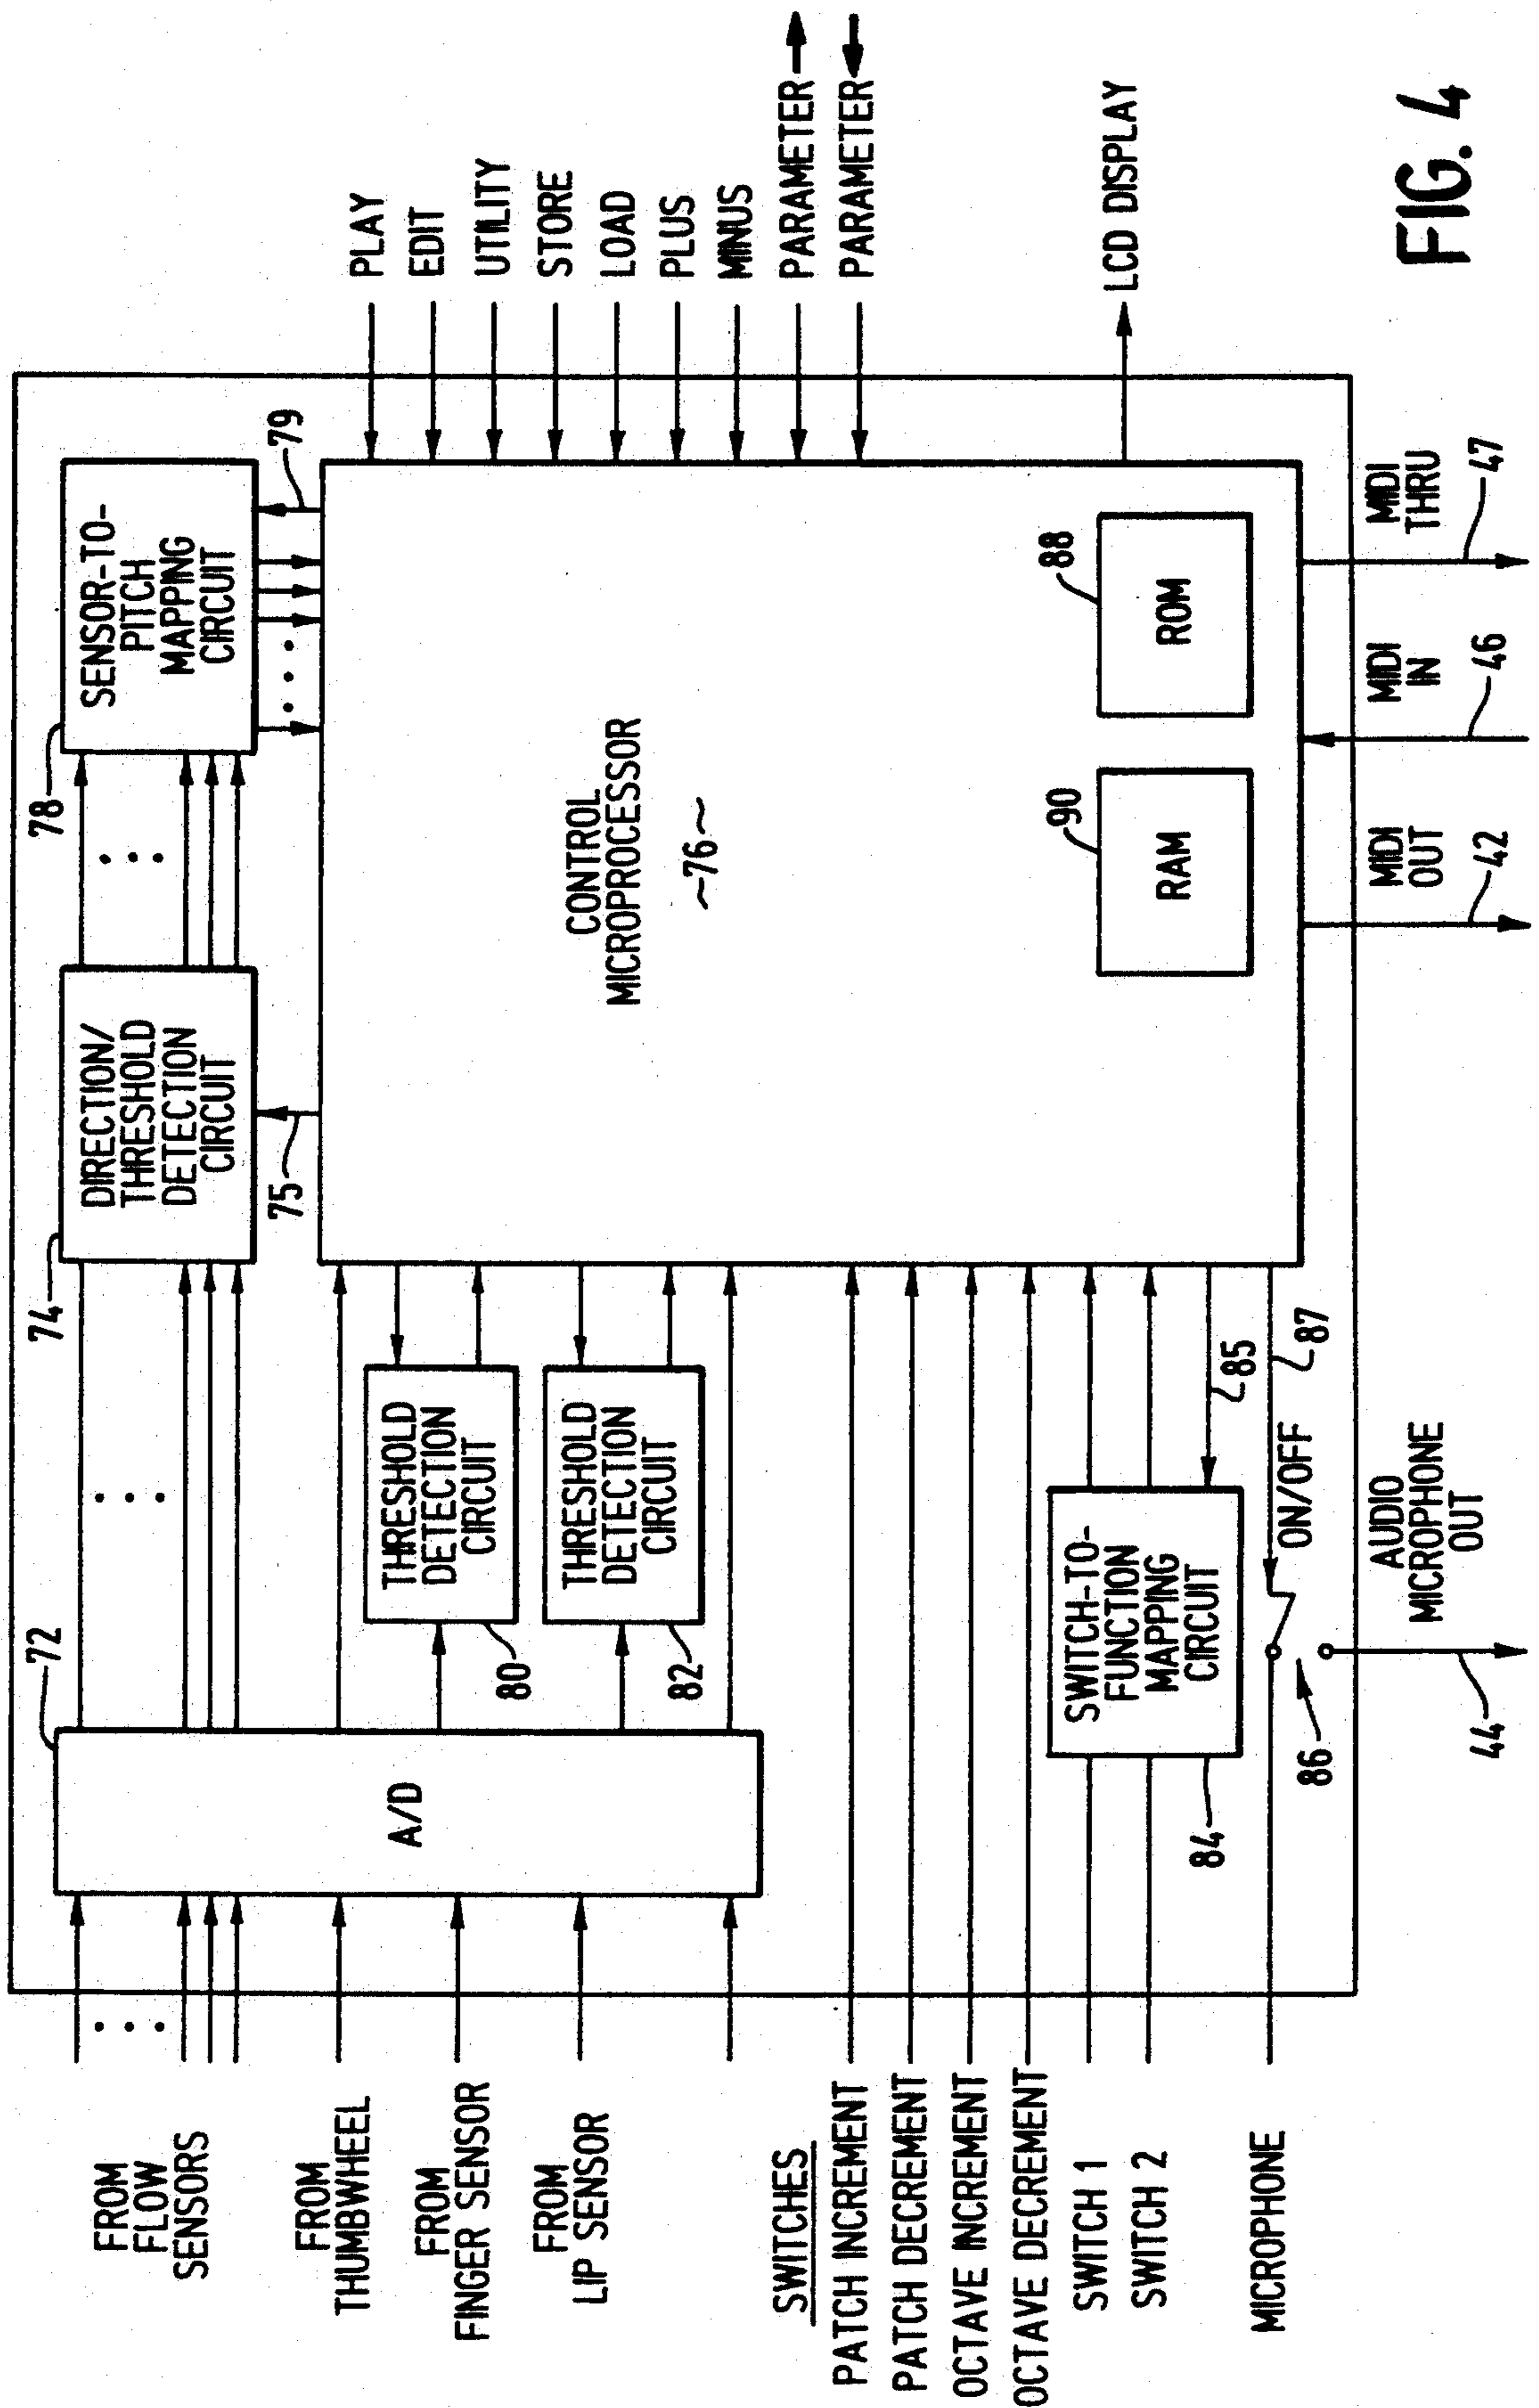 FROM
FLOW
SENSORS
FROM
THUMBWHEEL
FROM
FINGER SENSOR
FROM
LIP SENSOR
SWITCHES
PATCH INCREMENT
PATCH DECREMENT
OCTAVE INCREMENT
OCTAVE DECREMENT
SWITCH 1
SWITCH 2
MICROPHONE
72
A/D
74
DIRECTION/
THRESHOLD
DETECTION
CIRCUIT
75
78
SENSOR-TO-
PITCH
MAPPING
CIRCUIT
79
THRESHOLD
DETECTION
CIRCUIT
80
THRESHOLD
DETECTION
CIRCUIT
82
SWITCH-TO-
FUNCTION
MAPPING
CIRCUIT
84
85
87
ON/OFF
86
CONTROL
MICROPROCESSOR
~76~
90
RAM
88
ROM
PLAY
EDIT
UTILITY
STORE
LOAD
PLUS
MINUS
PARAMETER
PARAMETER
LCD DISPLAY
AUDIO
MICROPHONE
OUT
44
MIDI
OUT
42
MIDI
IN
46
MIDI
THRU
47
FIG. 4